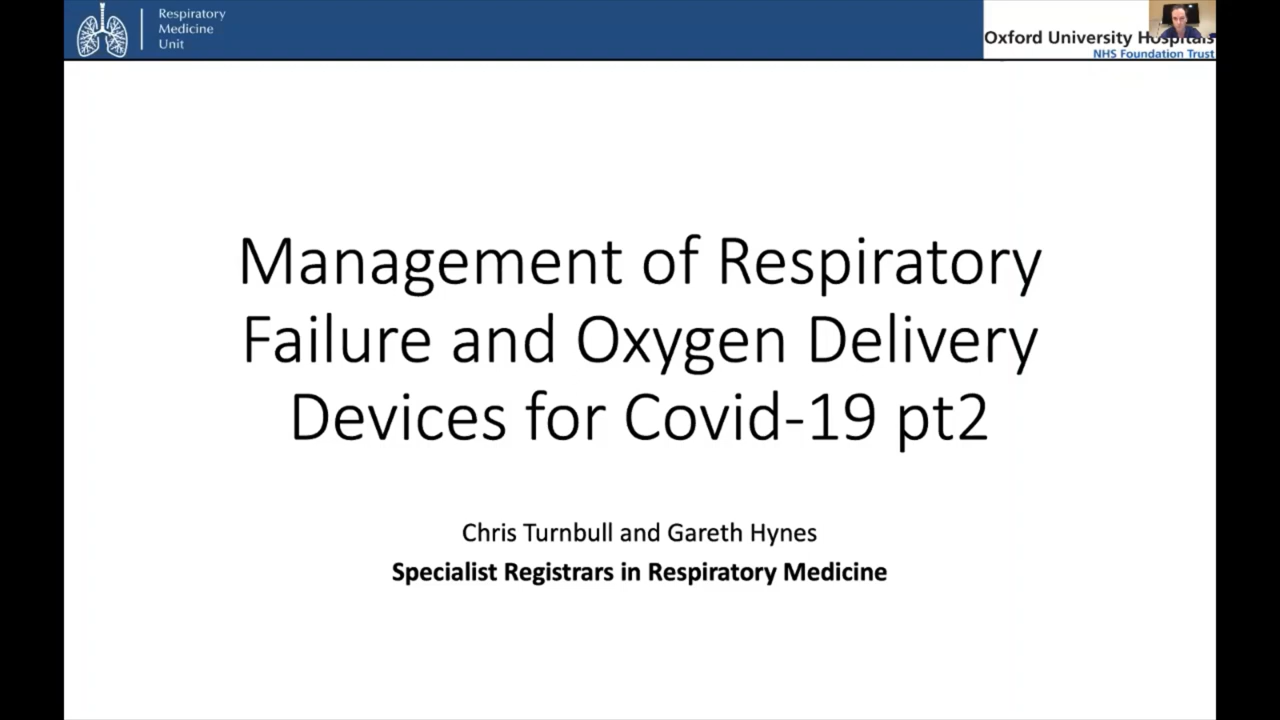 Respiratory
Medicine
Unit
Oxford University Hospitals
NHS Foundation Trust
Management of Respiratory
Failure and Oxygen Delivery
Devices for Covid-19 pt2
Chris Turnbull and Gareth Hynes
Specialist Registrars in Respiratory Medicine